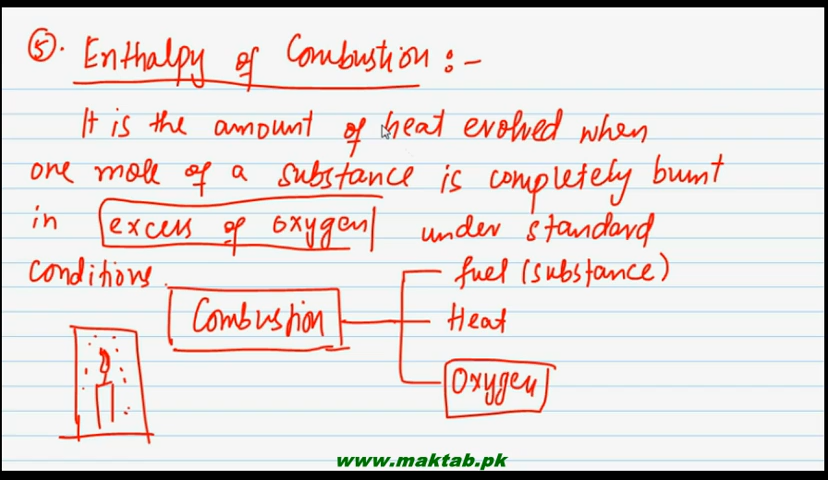 5. Enthalpy of Combustion :-
It is the amount of heat evolved when
one mole of a substance is completely burnt
in excess of oxygen under standard
conditions.
Combustion
fuel (substance)
Heat
Oxygen
www.maktab.pk